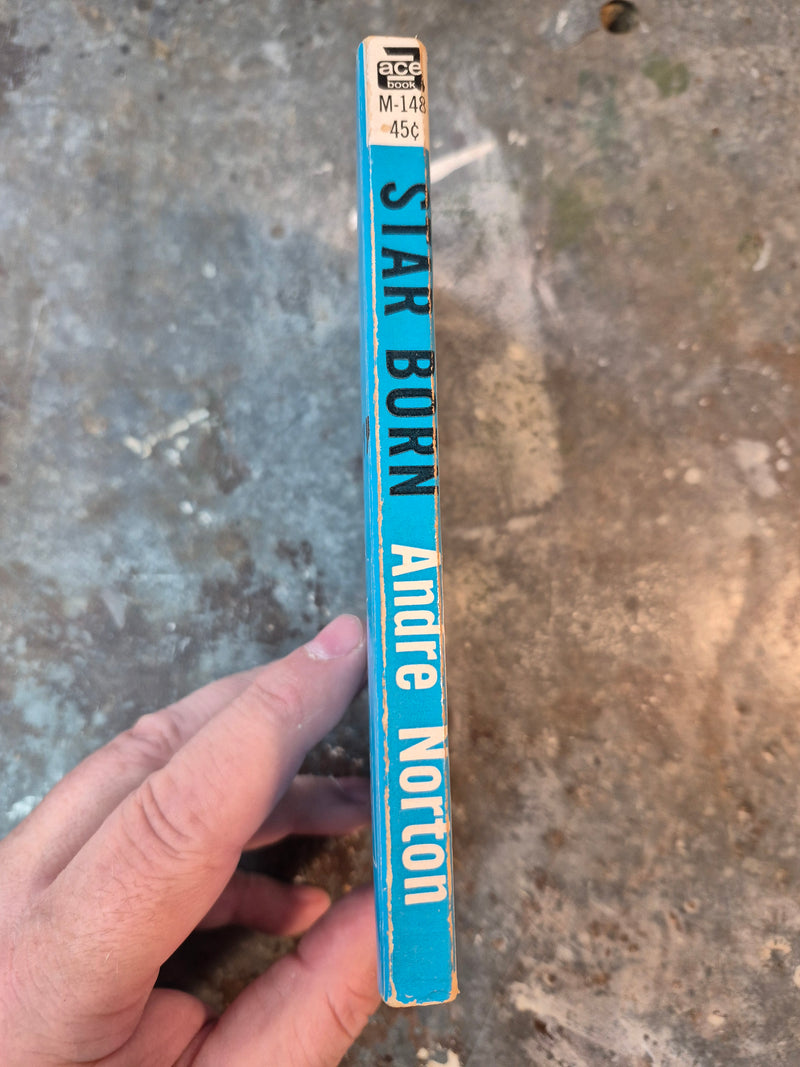 ace
book
M-148
45¢
STAR BORN
Andre Norton